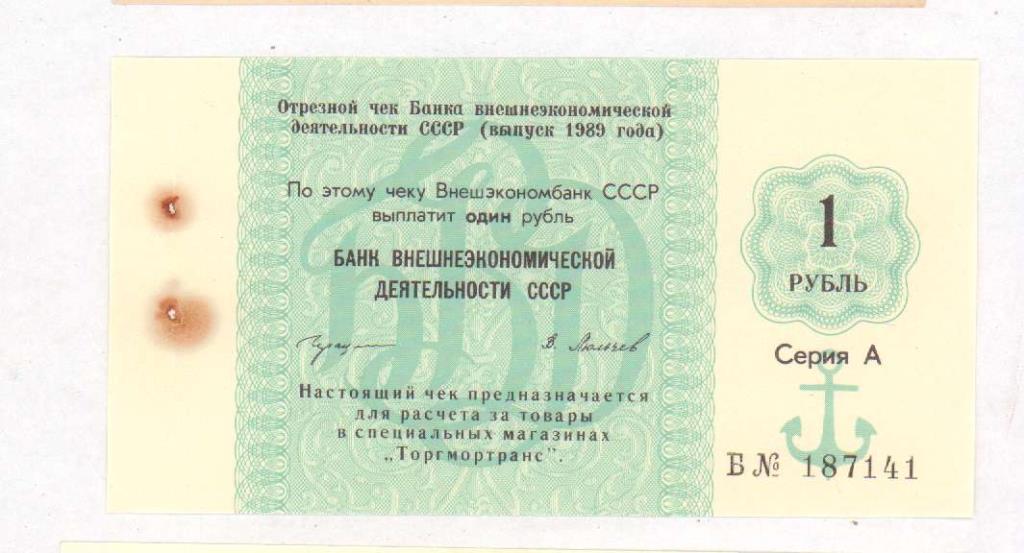 Отрезной чек Банка внешнеэкономической
деятельности СССР (выпуск 1989 года)
По этому чеку Внешэкономбанк СССР
выплатит один рубль
БАНК ВНЕШНЕЭКОНОМИЧЕСКОЙ
ДЕЯТЕЛЬНОСТИ СССР
Настоящий чек предназначается
для расчета за товары
в специальных магазинах
„Торгмортранс".
1
РУБЛЬ
Серия А
Б № 187141